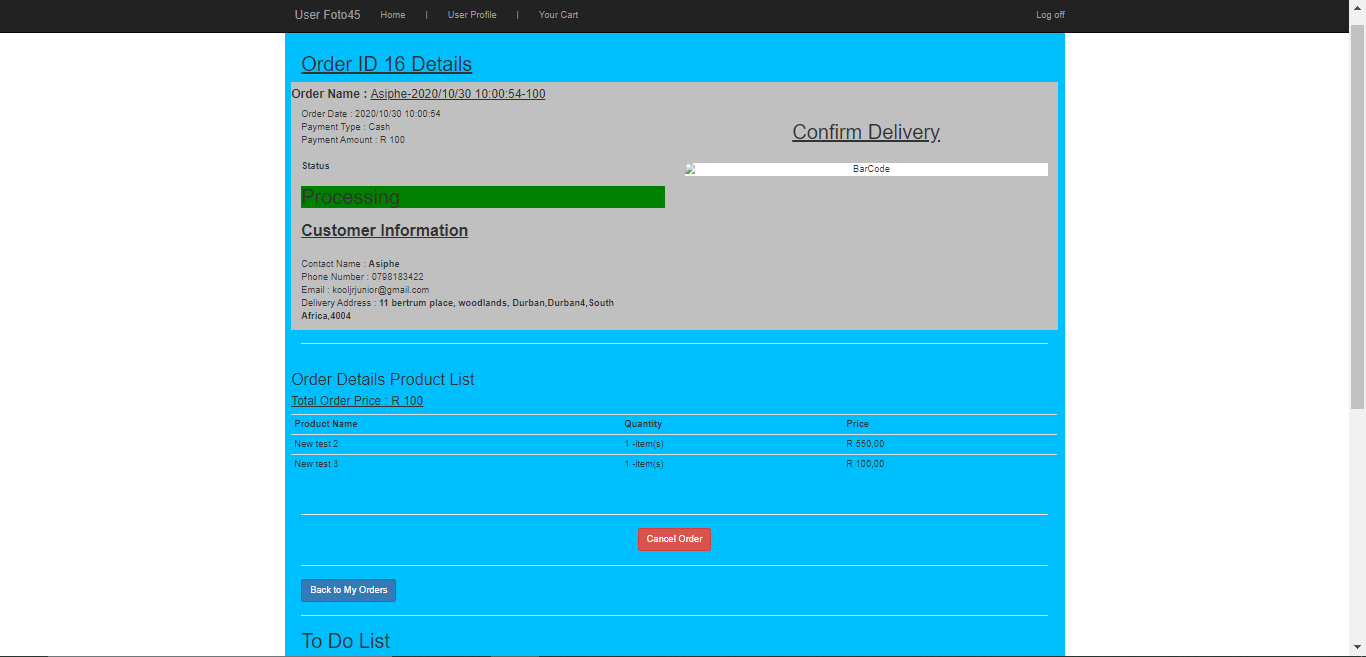 User Foto45 Home | User Profile | Your Cart Log off
Order ID 16 Details
Order Name : Asiphe-2020/10/30 10:00:54-100
Order Date : 2020/10/30 10:00:54
Payment Type : Cash
Payment Amount : R 100
Confirm Delivery
Status
BarCode
Processing
Customer Information
Contact Name : Asiphe
Phone Number : 0798183422
Email : kooljrjunior@gmail.com
Delivery Address : 11 bertrum place, woodlands, Durban,Durban4,South
Africa,4004
Order Details Product List
Total Order Price : R 100
Product Name Quantity Price
New test 2 1 -item(s) R 550,00
New test 3 1 -item(s) R 100,00
Cancel Order
Back to My Orders
To Do List